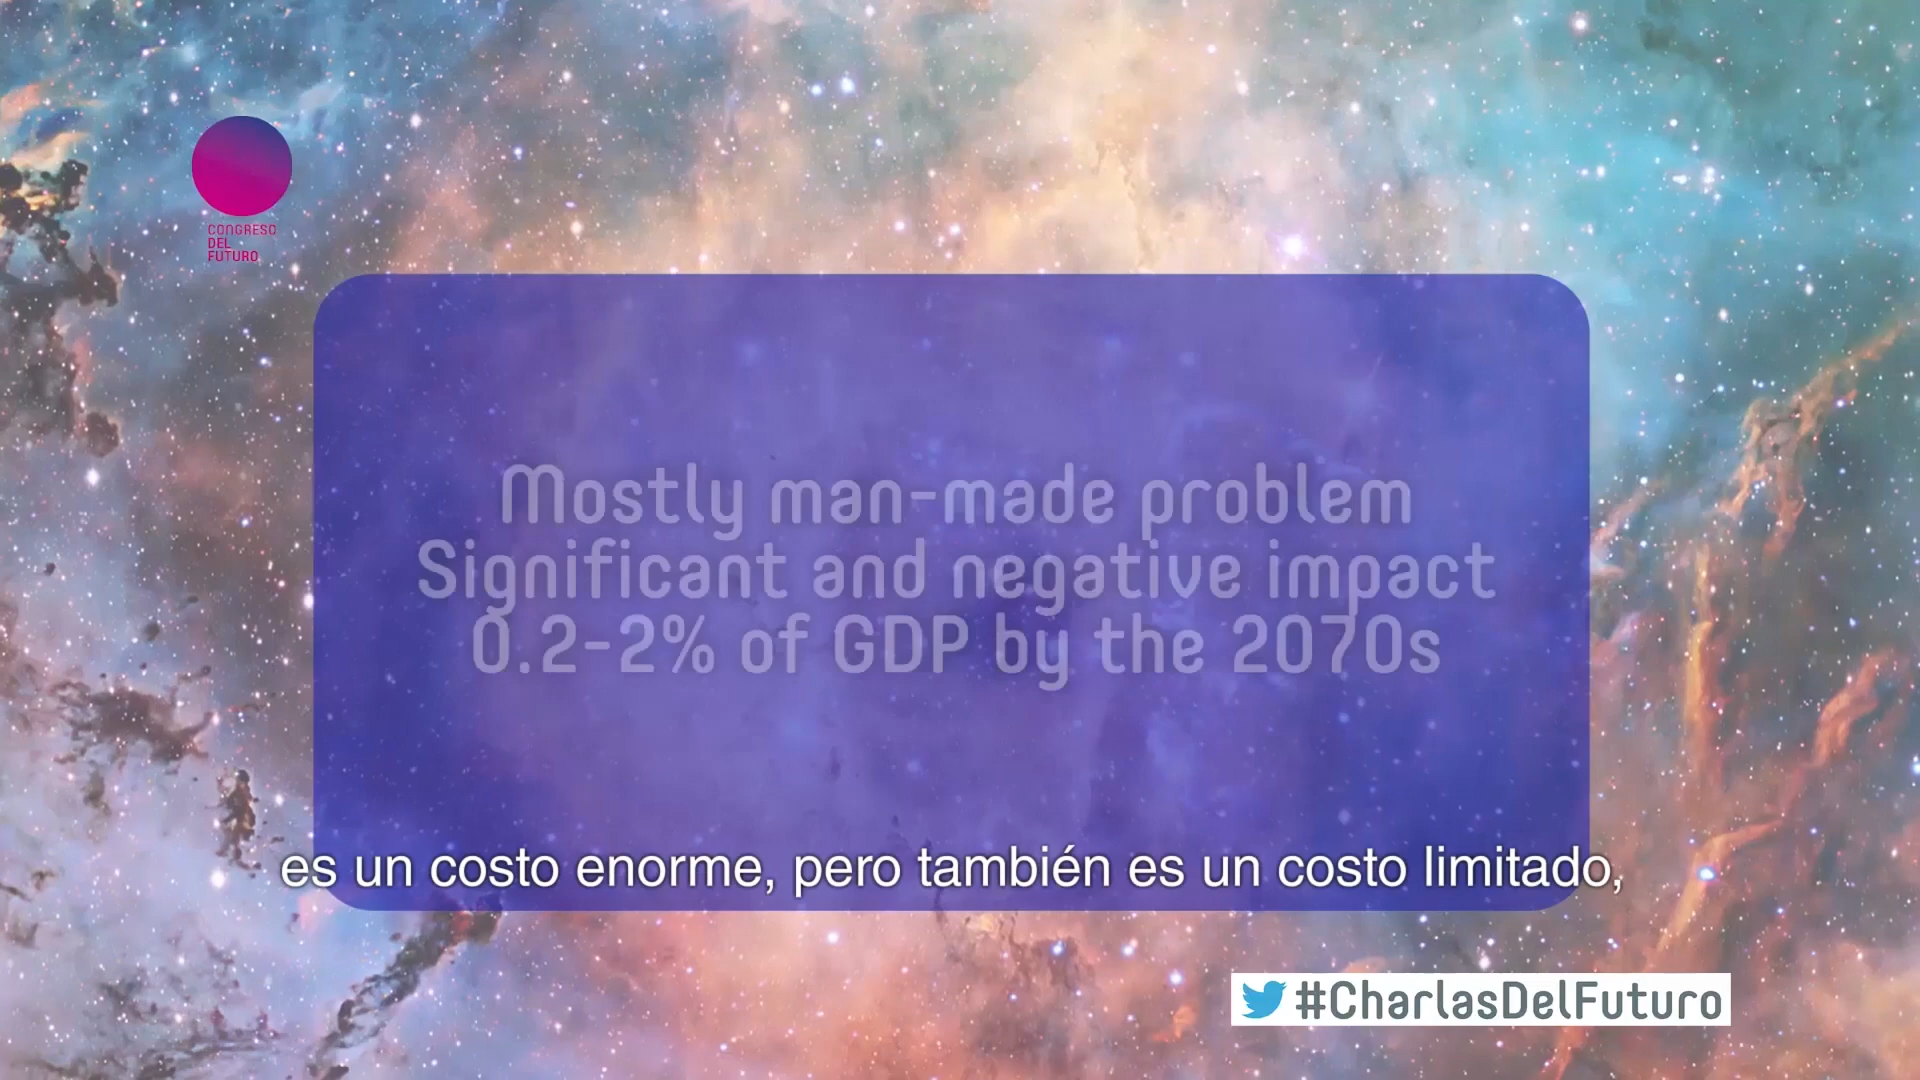 CONGRESO
DEL
FUTURO
Mostly man-made problem
Significant and negative impact
0.2-2% of GDP by the 2070s
es un costo enorme, pero también es un costo limitado,
#CharlasDelFuturo